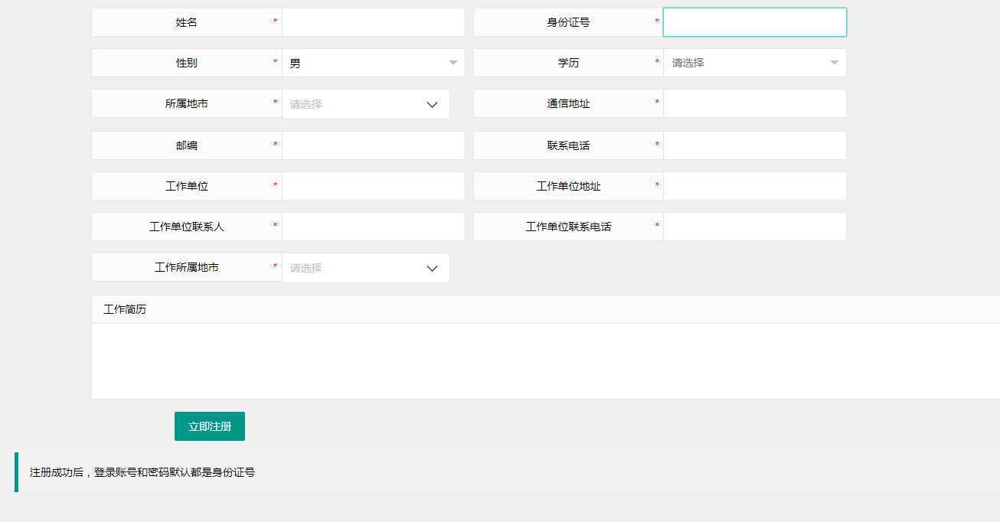 姓名 * 身份证号 *
性别 * 男 学历 * 请选择
所属地市 * 请选择 通信地址 *
邮编 * 联系电话 *
工作单位 * 工作单位地址 *
工作单位联系人 * 工作单位联系电话 *
工作所属地市 * 请选择
工作简历
立即注册
注册成功后，登录账号和密码默认都是身份证号